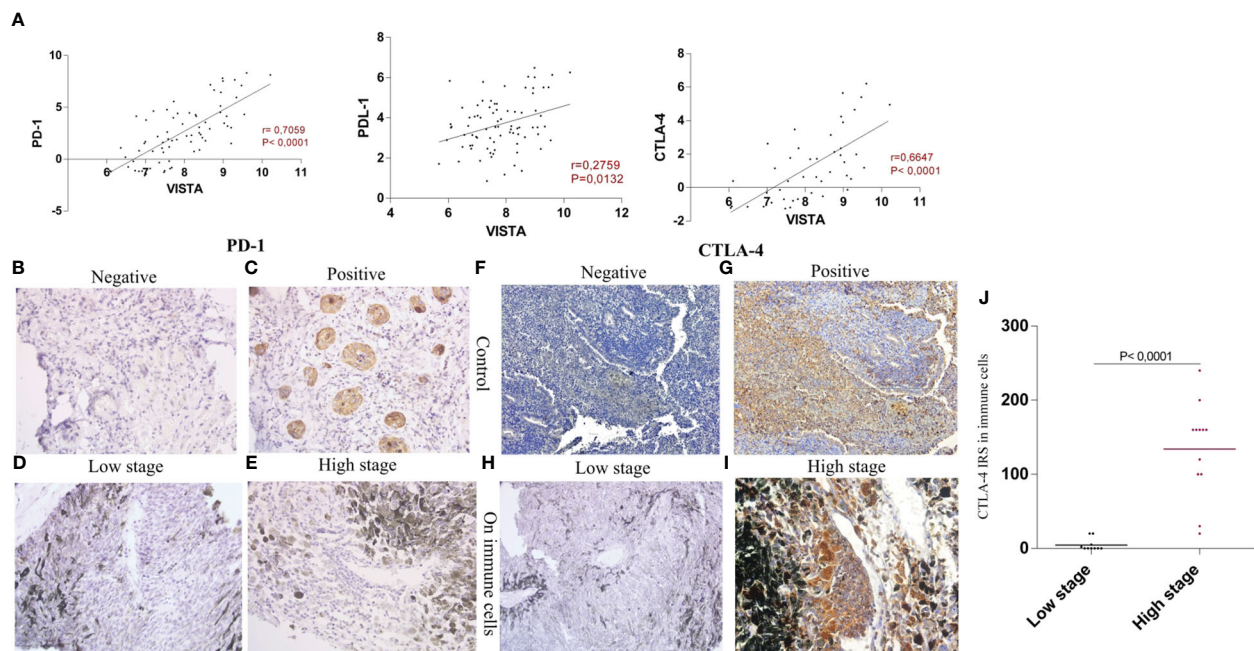 A
10
5
0
-5
PD-1
6
7
8
9
10
11
VISTA
r= 0,7059
P< 0,0001
8
6
4
2
0
PDL-1
4
6
8
10
12
VISTA
r=0,2759
P=0,0132
8
6
4
2
0
-2
CTLA-4
6
7
8
9
10
11
VISTA
r=0,6647
P< 0,0001
PD-1
CTLA-4
B
Negative
C
Positive
F
Negative
G
Positive
Control
D
Low stage
E
High stage
H
Low stage
I
High stage
On immune cells
J
300
200
100
0
CTLA-4 IRS in immune cells
P< 0,0001
Low stage
High stage